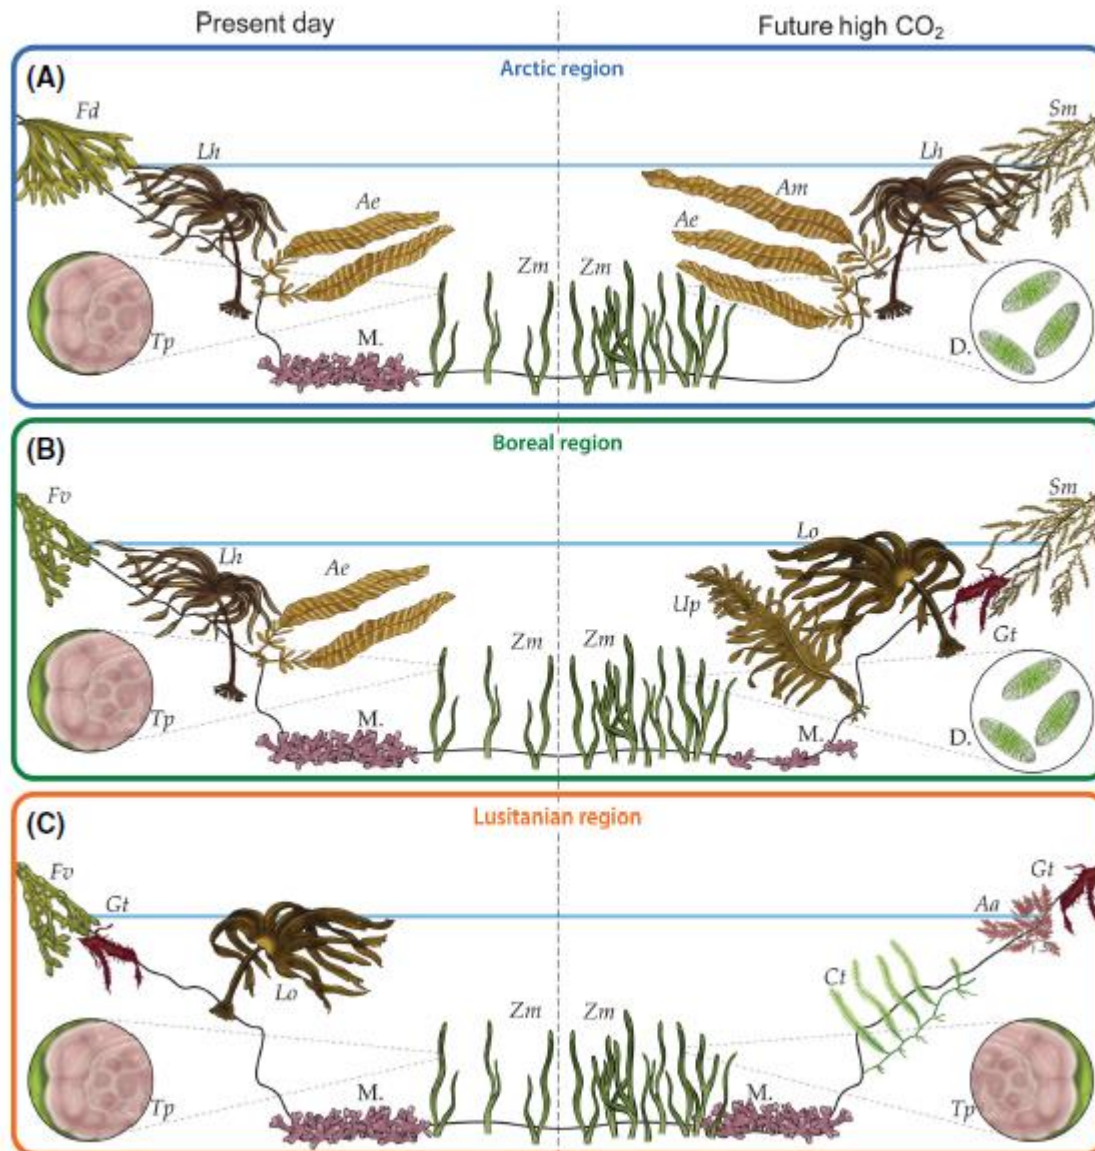 Present day
Future high CO₂
(A)
Arctic region
Fd
Lh
Ae
Zm
Tp
M.
Zm
Ae
Am
Lh
Sm
D.
(B)
Boreal region
Fv
Lh
Ae
Zm
Tp
M.
Zm
Up
Lo
Gt
Sm
M.
D.
(C)
Lusitanian region
Fv
Gt
Lo
Zm
Tp
M.
Zm
M.
Ct
Aa
Gt
Tp